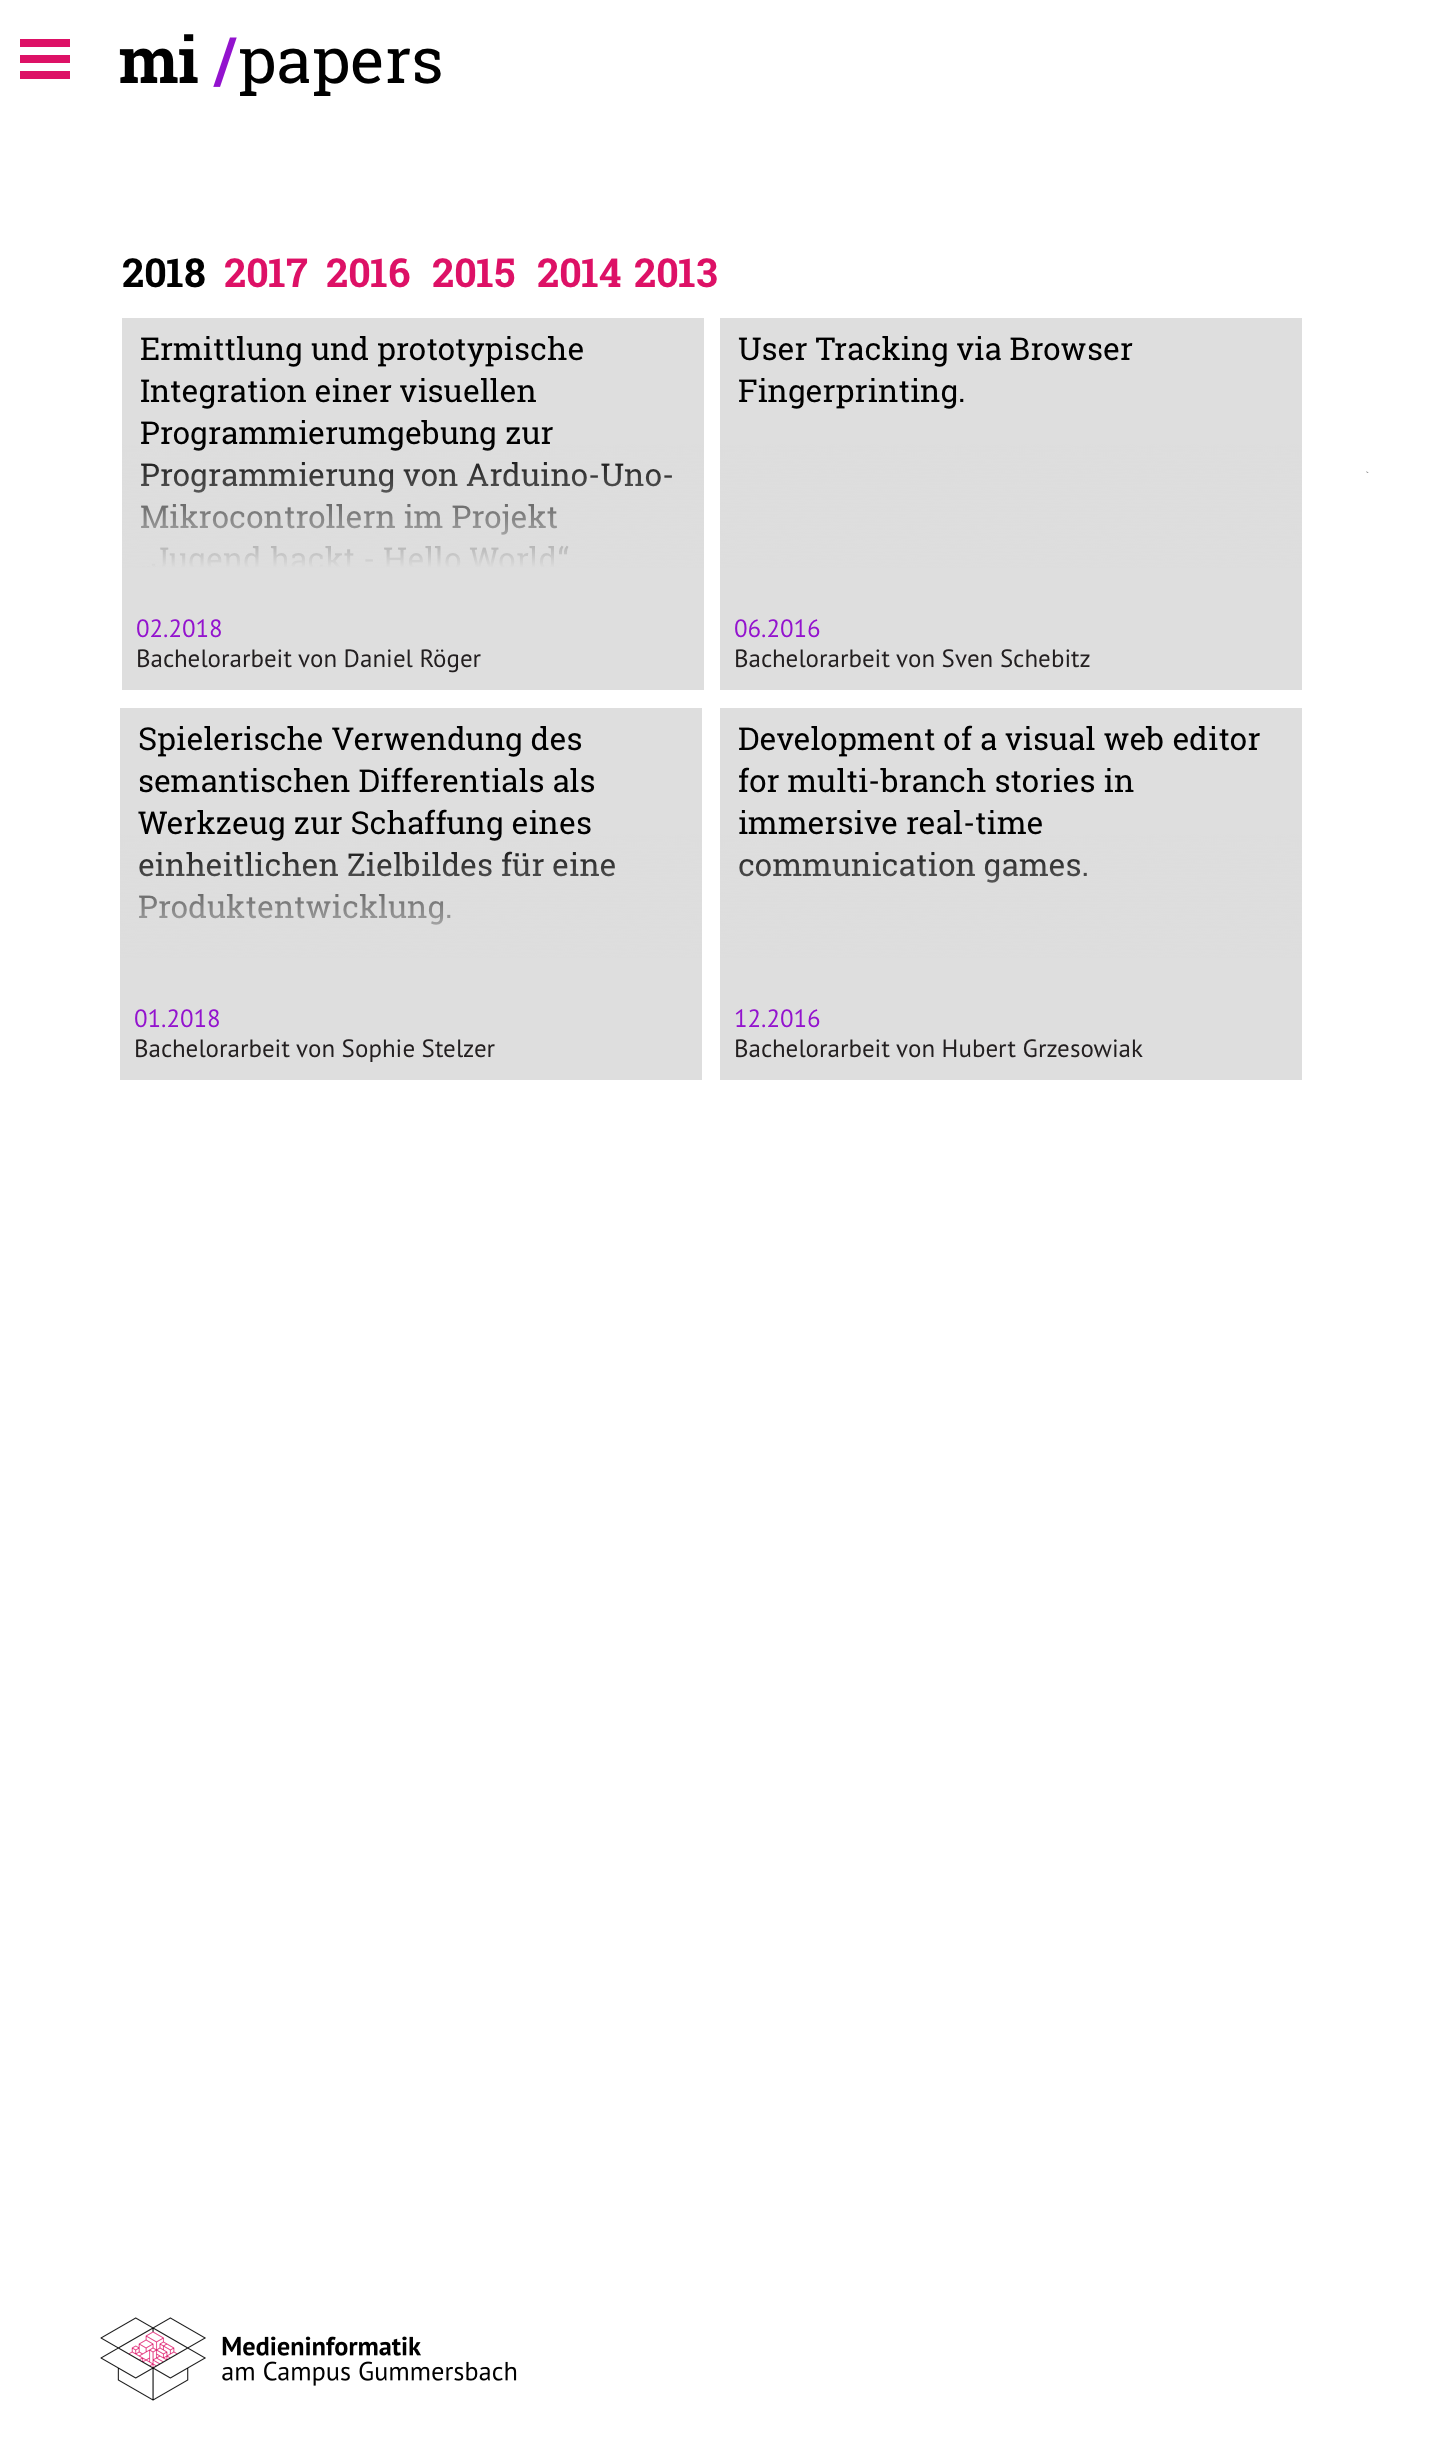 mi /papers
2018 2017 2016 2015 2014 2013
Ermittlung und prototypische
Integration einer visuellen
Programmierumgebung zur
Programmierung von Arduino-Uno-
Mikrocontrollern im Projekt
„Jugend hackt - Hello World“
02.2018
Bachelorarbeit von Daniel Röger
User Tracking via Browser
Fingerprinting.
06.2016
Bachelorarbeit von Sven Schebitz
Spielerische Verwendung des
semantischen Differentials als
Werkzeug zur Schaffung eines
einheitlichen Zielbildes für eine
Produktentwicklung.
01.2018
Bachelorarbeit von Sophie Stelzer
Development of a visual web editor
for multi-branch stories in
immersive real-time
communication games.
12.2016
Bachelorarbeit von Hubert Grzesowiak
Medieninformatik
am Campus Gummersbach